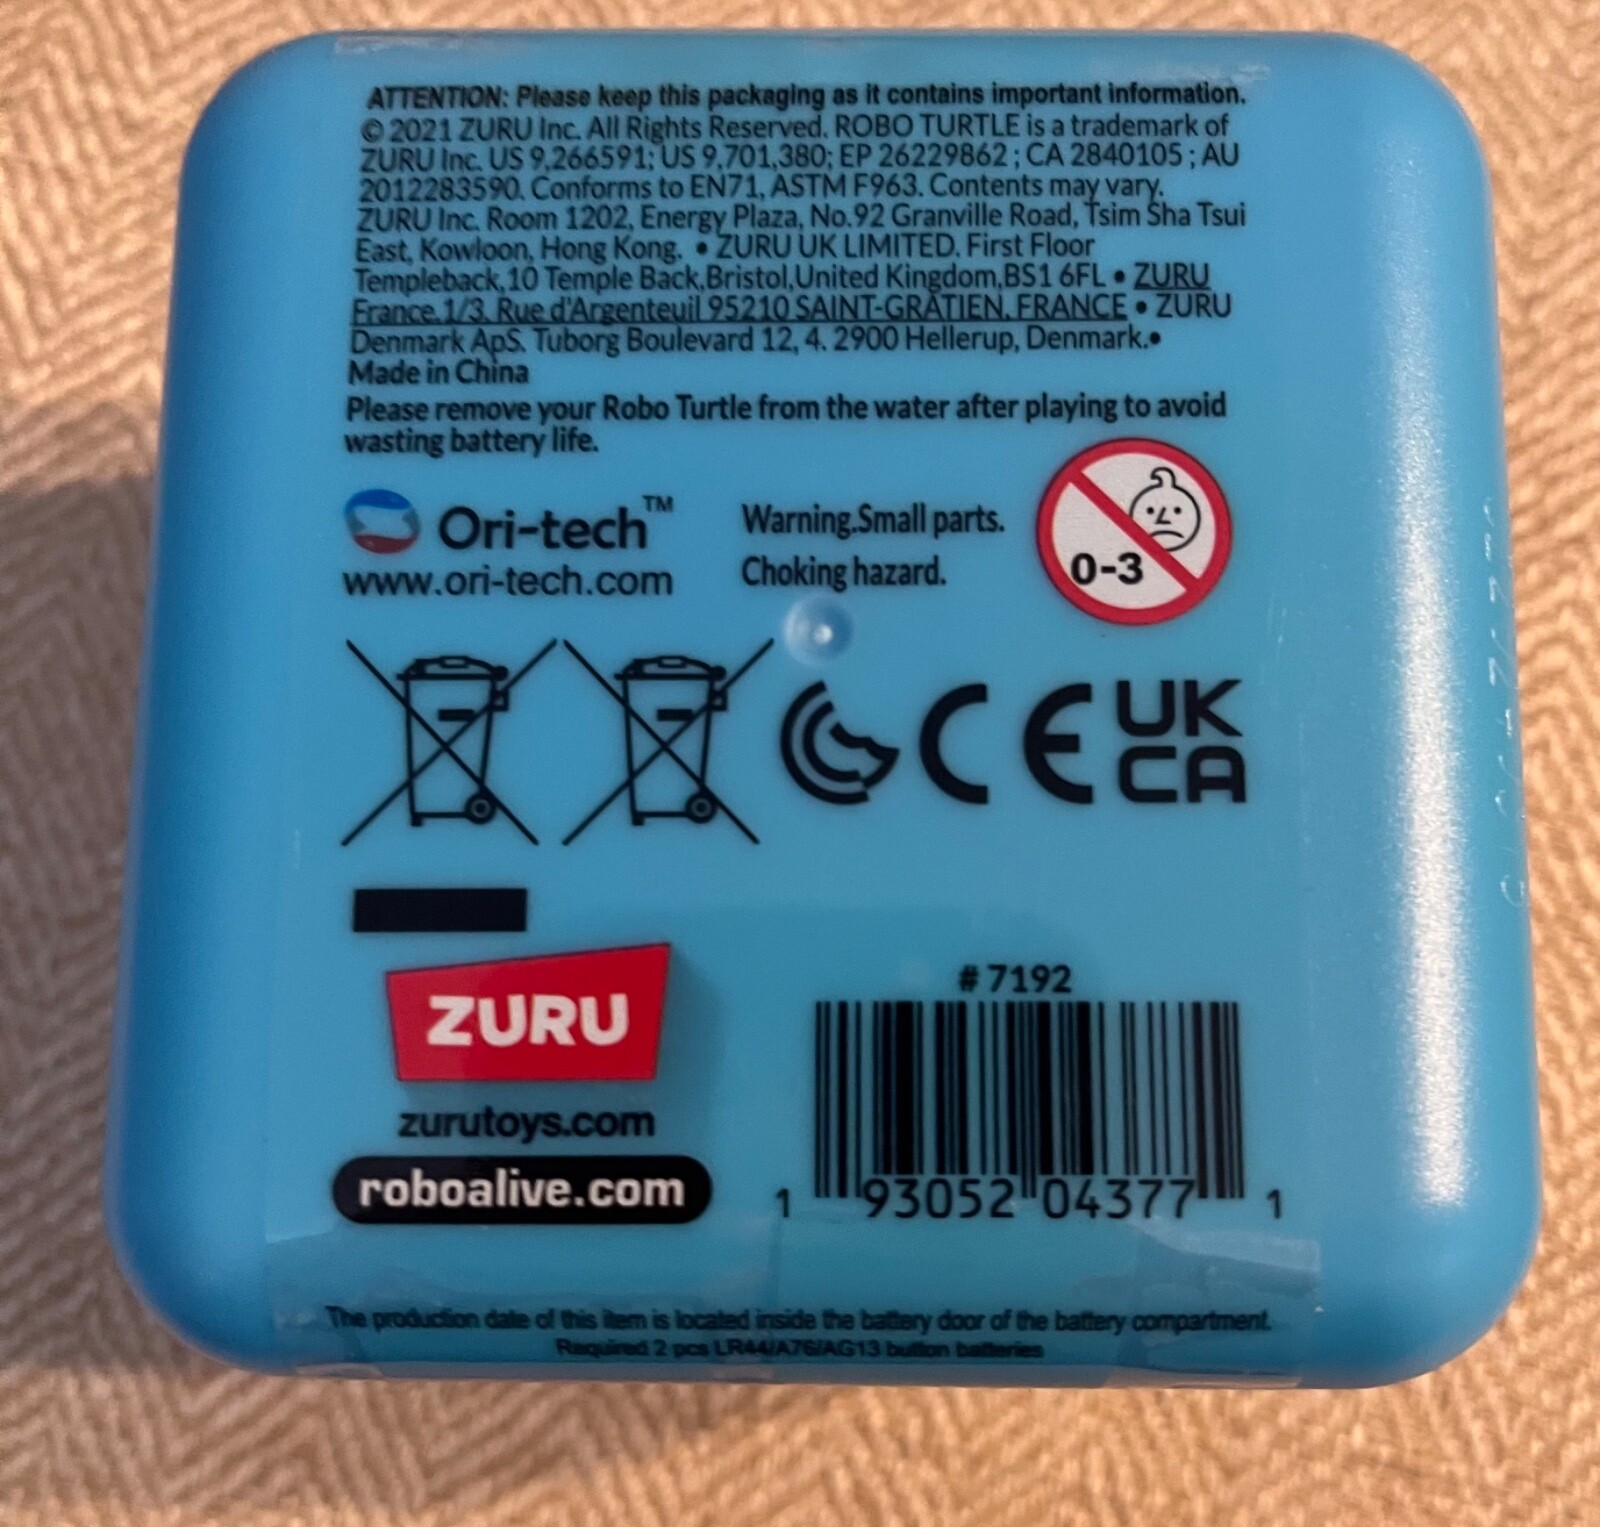 ATTENTION: Please keep this packaging as it contains important information.
© 2021 ZURU Inc. All Rights Reserved. ROBO TURTLE is a trademark of
ZURU Inc. US 9,266591; US 9,701,380; EP 26229862 ; CA 2840105 ; AU
2012283590. Conforms to EN71, ASTM F963. Contents may vary.
ZURU Inc. Room 1202, Energy Plaza, No.92 Granville Road, Tsim Sha Tsui
East, Kowloon, Hong Kong. • ZURU UK LIMITED. First Floor
Templeback,10 Temple Back,Bristol,United Kingdom,BS1 6FL • ZURU
France.1/3, Rue d'Argenteuil 95210 SAINT-GRATIEN. FRANCE • ZURU
Denmark ApS. Tuborg Boulevard 12, 4. 2900 Hellerup, Denmark.•
Made in China
Please remove your Robo Turtle from the water after playing to avoid
wasting battery life.
Ori-tech™
www.ori-tech.com
Warning.Small parts.
Choking hazard.
0-3
CE
UK
CA
ZURU
zurutoys.com
roboalive.com
# 7192
1 93052 04377 1
The production date of this item is located inside the battery door of the battery compartment.
Required 2 pcs LR44/A76/AG13 button batteries